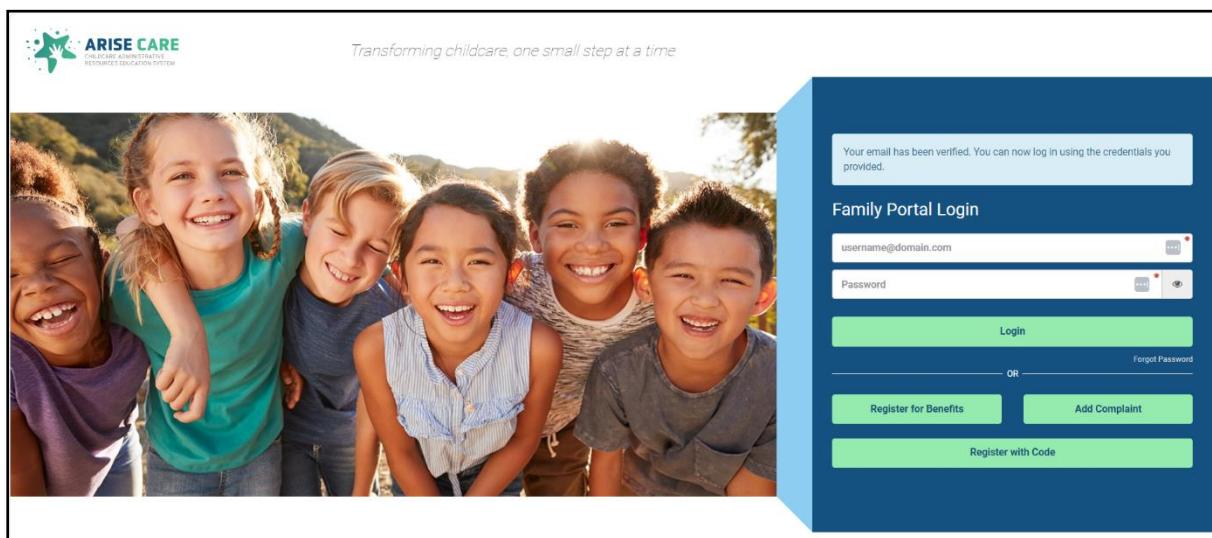 ARISE CARE
CHILDCARE ADMINISTRATIVE
RESOURCES EDUCATION SYSTEM
Transforming childcare, one small step at a time
Your email has been verified. You can now log in using the credentials you
provided.
Family Portal Login
username@domain.com
Password
Login
Forgot Password
OR
Register for Benefits
Add Complaint
Register with Code